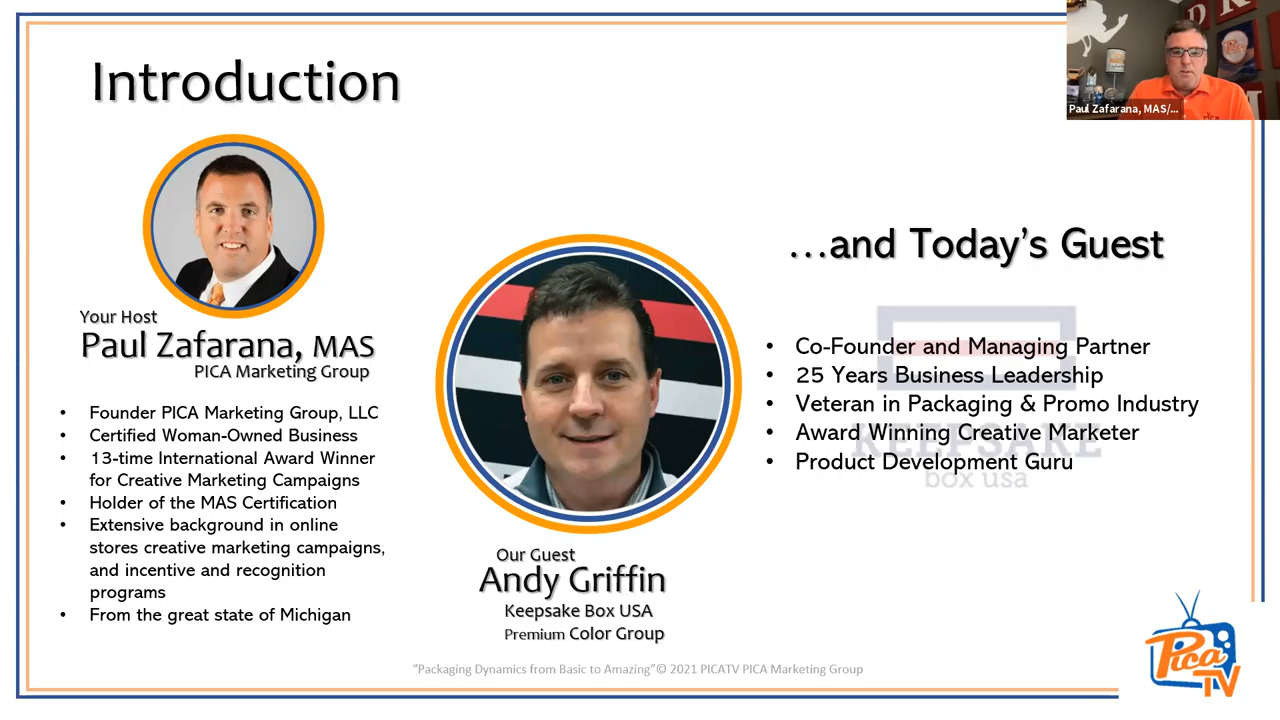 Introduction
Paul Zafarana, MAS/...
Your Host
Paul Zafarana, MAS
PICA Marketing Group
• Founder PICA Marketing Group, LLC
• Certified Woman-Owned Business
• 13-time International Award Winner
for Creative Marketing Campaigns
• Holder of the MAS Certification
• Extensive background in online
stores creative marketing campaigns,
and incentive and recognition
programs
• From the great state of Michigan
Our Guest
Andy Griffin
Keepsake Box USA
Premium Color Group
...and Today's Guest
• Co-Founder and Managing Partner
• 25 Years Business Leadership
• Veteran in Packaging & Promo Industry
• Award Winning Creative Marketer
• Product Development Guru
KEEPSAKE
box usa
"Packaging Dynamics from Basic to Amazing"© 2021 PICATV PICA Marketing Group
Pica
TV